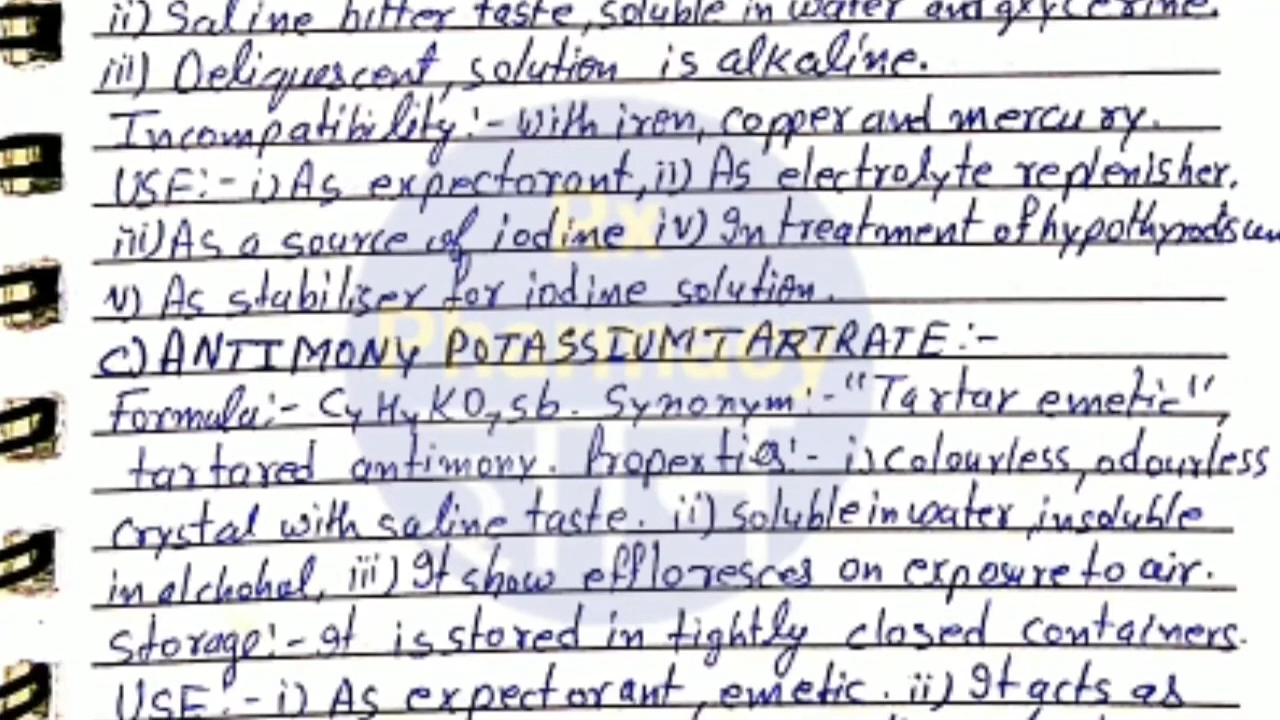 ii) Saline bitter taste, soluble in water and glycerine.
iii) Deliquescent, solution is alkaline.
Incompatibility:- With iron, copper and mercury.
USE:- i) As expectorant, ii) As electrolyte replenisher.
iii) As a source of iodine iv) In treatment of hypothyrodism
v) As stabiliser for iodine solution.
C) ANTIMONY POTASSIUM TARTRATE:-
Formula:- C4H4KO7Sb. Synonym:- "Tartar emetic",
tartared antimony. Properties:- i) Colourless, odourless
crystal with saline taste. ii) Soluble in water, insoluble
in alchohal, iii) It show effloresces on exposure to air.
Storage:- It is stored in tightly closed containers.
USE:- i) As expectorant, emetic. ii) It acts as
Rx
Pharmacy